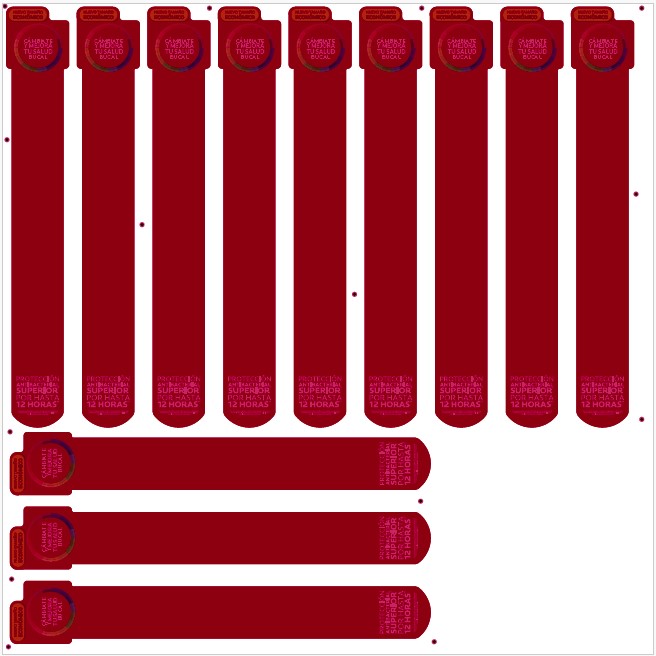 CÁMBIATE
Y MEJORA
TU SALUD
BUCAL
CÁMBIATE
Y MEJORA
TU SALUD
BUCAL
CÁMBIATE
Y MEJORA
TU SALUD
BUCAL
CÁMBIATE
Y MEJORA
TU SALUD
BUCAL
CÁMBIATE
Y MEJORA
TU SALUD
BUCAL
CÁMBIATE
Y MEJORA
TU SALUD
BUCAL
CÁMBIATE
Y MEJORA
TU SALUD
BUCAL
CÁMBIATE
Y MEJORA
TU SALUD
BUCAL
CÁMBIATE
Y MEJORA
TU SALUD
BUCAL
PROTECCIÓN
ANTIBACTERIAL
SUPERIOR
POR HASTA
12 HORAS
PROTECCIÓN
ANTIBACTERIAL
SUPERIOR
POR HASTA
12 HORAS
PROTECCIÓN
ANTIBACTERIAL
SUPERIOR
POR HASTA
12 HORAS
PROTECCIÓN
ANTIBACTERIAL
SUPERIOR
POR HASTA
12 HORAS
PROTECCIÓN
ANTIBACTERIAL
SUPERIOR
POR HASTA
12 HORAS
PROTECCIÓN
ANTIBACTERIAL
SUPERIOR
POR HASTA
12 HORAS
PROTECCIÓN
ANTIBACTERIAL
SUPERIOR
POR HASTA
12 HORAS
PROTECCIÓN
ANTIBACTERIAL
SUPERIOR
POR HASTA
12 HORAS
PROTECCIÓN
ANTIBACTERIAL
SUPERIOR
POR HASTA
12 HORAS
CÁMBIATE
Y MEJORA
TU SALUD
BUCAL
PROTECCIÓN
ANTIBACTERIAL
SUPERIOR
POR HASTA
12 HORAS
CÁMBIATE
Y MEJORA
TU SALUD
BUCAL
PROTECCIÓN
ANTIBACTERIAL
SUPERIOR
POR HASTA
12 HORAS
CÁMBIATE
Y MEJORA
TU SALUD
BUCAL
PROTECCIÓN
ANTIBACTERIAL
SUPERIOR
POR HASTA
12 HORAS